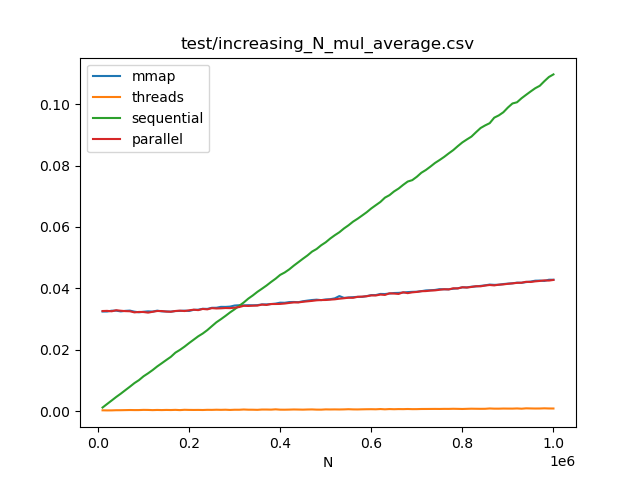 test/increasing_N_mul_average.csv
mmap
threads
sequential
parallel
0.10
0.08
0.06
0.04
0.02
0.00
0.0 0.2 0.4 0.6 0.8 1.0
1e6
N